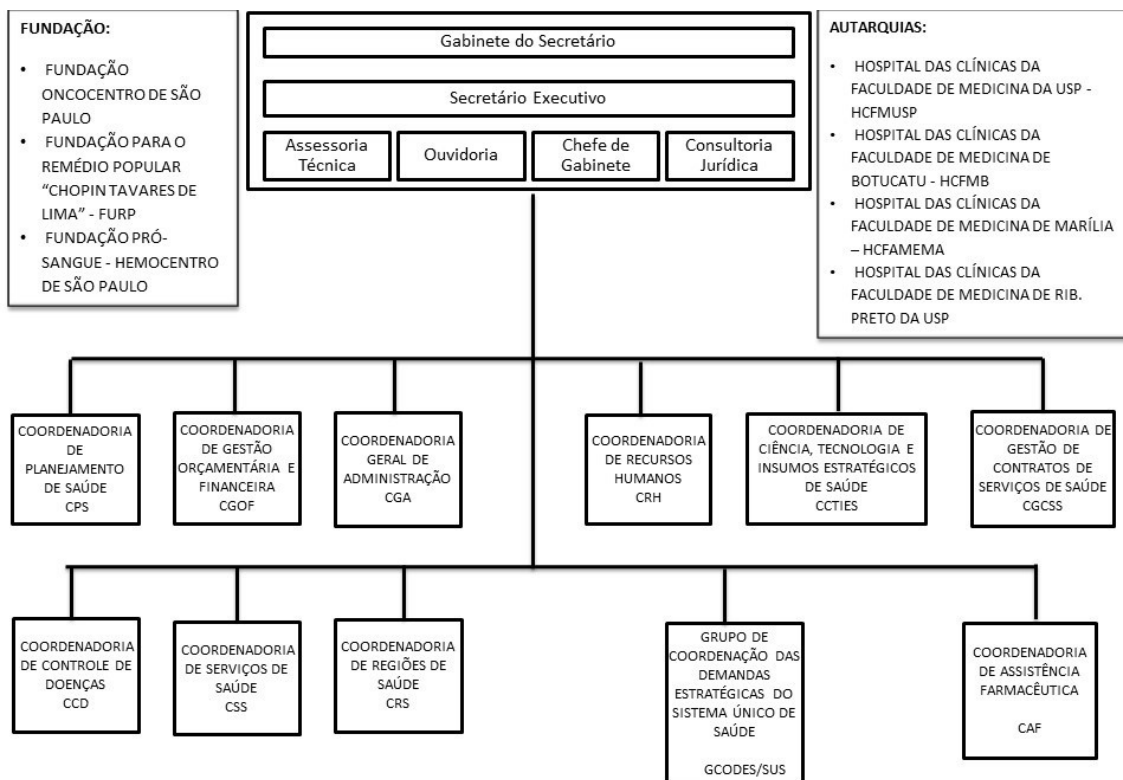 FUNDAÇÃO:
• FUNDAÇÃO
ONCOCENTRO DE SÃO
PAULO
• FUNDAÇÃO PARA O
REMÉDIO POPULAR
“CHOPIN TAVARES DE
LIMA” - FURP
• FUNDAÇÃO PRÓ-
SANGUE - HEMOCENTRO
DE SÃO PAULO
Gabinete do Secretário
Secretário Executivo
Assessoria
Técnica
Ouvidoria
Chefe de
Gabinete
Consultoria
Jurídica
AUTARQUIAS:
• HOSPITAL DAS CLÍNICAS DA
FACULDADE DE MEDICINA DA USP -
HCFMUSP
• HOSPITAL DAS CLÍNICAS DA
FACULDADE DE MEDICINA DE
BOTUCATU - HCFMB
• HOSPITAL DAS CLÍNICAS DA
FACULDADE DE MEDICINA DE MARÍLIA
– HCFAMEMA
• HOSPITAL DAS CLÍNICAS DA
FACULDADE DE MEDICINA DE RIB.
PRETO DA USP
COORDENADORIA
DE
PLANEJAMENTO
DE SAÚDE
CPS
COORDENADORIA
DE GESTÃO
ORÇAMENTÁRIA E
FINANCEIRA
CGOF
COORDENADORIA
GERAL DE
ADMINISTRAÇÃO
CGA
COORDENADORIA
DE RECURSOS
HUMANOS
CRH
COORDENADORIA DE
CIÊNCIA, TECNOLOGIA E
INSUMOS ESTRATÉGICOS
DE SAÚDE
CCTIES
COORDENADORIA DE
GESTÃO DE
CONTRATOS DE
SERVIÇOS DE SAÚDE
CGCSS
COORDENADORIA
DE CONTROLE DE
DOENÇAS
CCD
COORDENADORIA
DE SERVIÇOS DE
SAÚDE
CSS
COORDENADORIA
DE REGIÕES DE
SAÚDE
CRS
GRUPO DE
COORDENAÇÃO DAS
DEMANDAS
ESTRATÉGICAS DO
SISTEMA ÚNICO DE
SAÚDE
GCODES/SUS
COORDENADORIA
DE ASSISTÊNCIA
FARMACÊUTICA
CAF